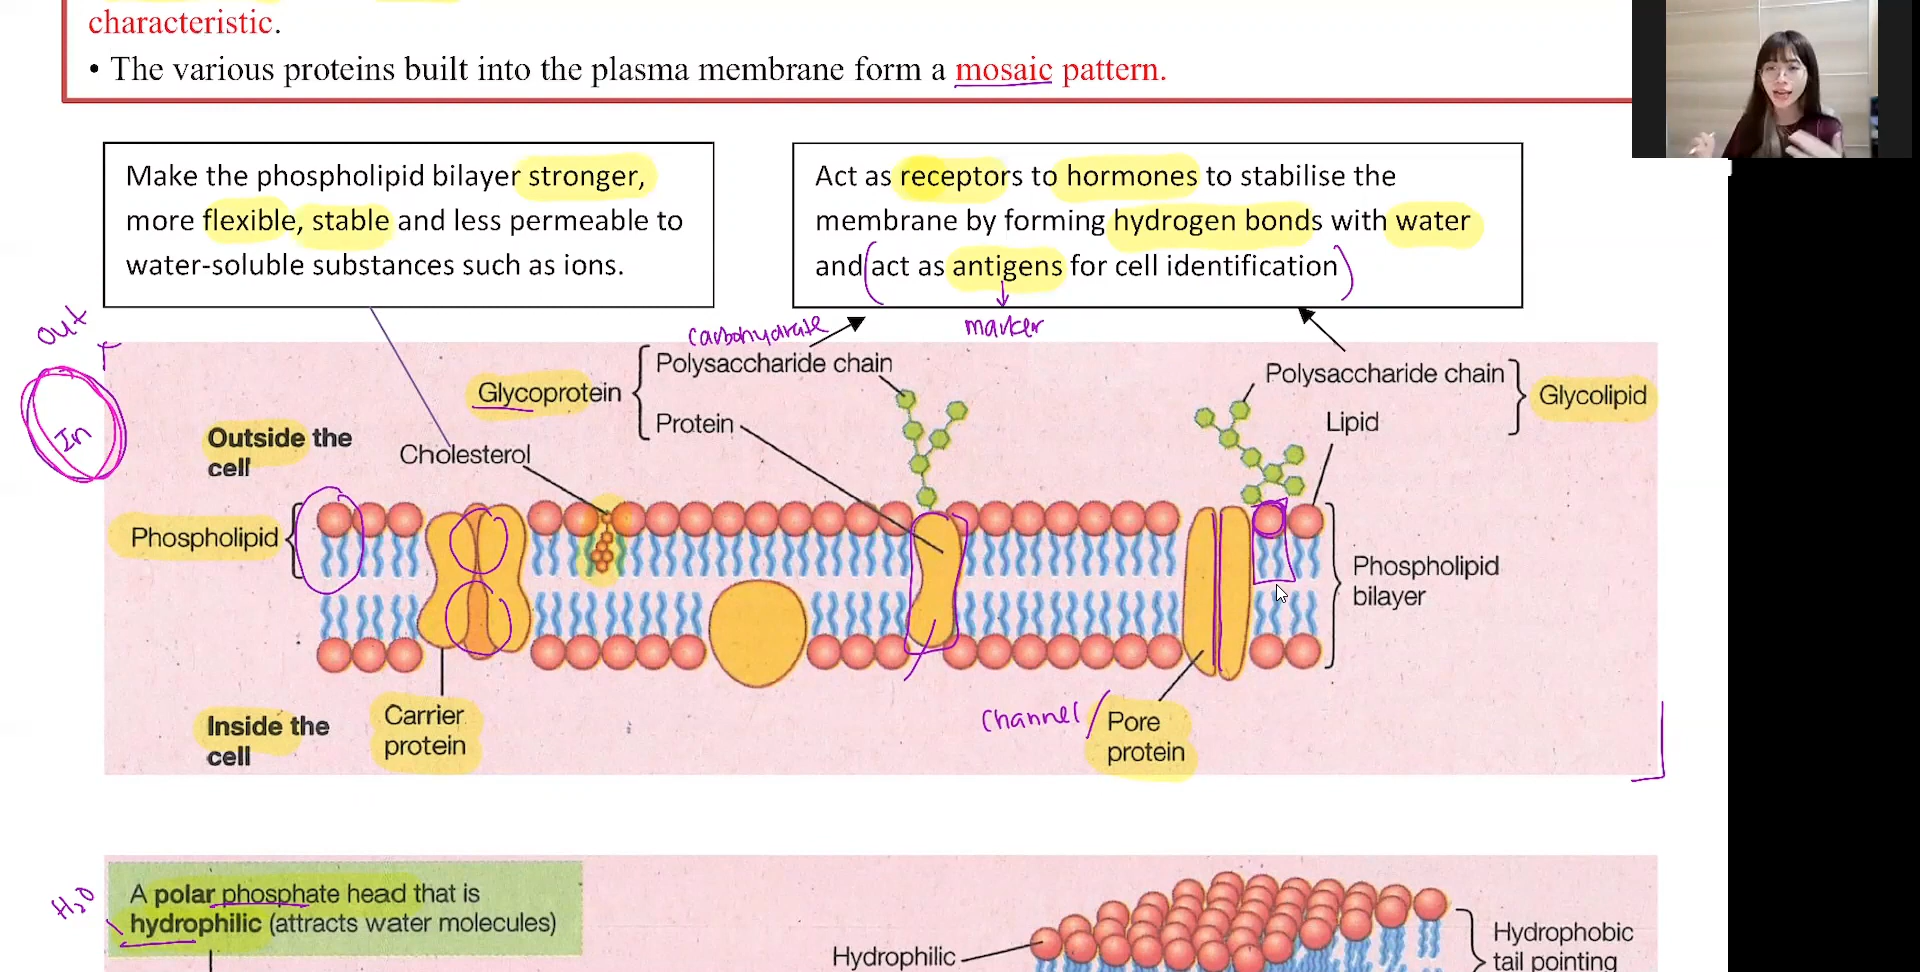 characteristic.
• The various proteins built into the plasma membrane form a mosaic pattern.
Make the phospholipid bilayer stronger,
more flexible, stable and less permeable to
water-soluble substances such as ions.
Act as receptors to hormones to stabilise the
membrane by forming hydrogen bonds with water
and (act as antigens for cell identification)
out
carbohydrate
marker
Polysaccharide chain
Glycoprotein
Protein
Polysaccharide chain
Glycolipid
Lipid
In
Outside the
cell
Cholesterol
Phospholipid
Phospholipid
bilayer
Inside the
cell
Carrier
protein
Channel /
Pore
protein
H2O
A polar phosphate head that is
hydrophilic (attracts water molecules)
Hydrophilic
Hydrophobic
tail pointing